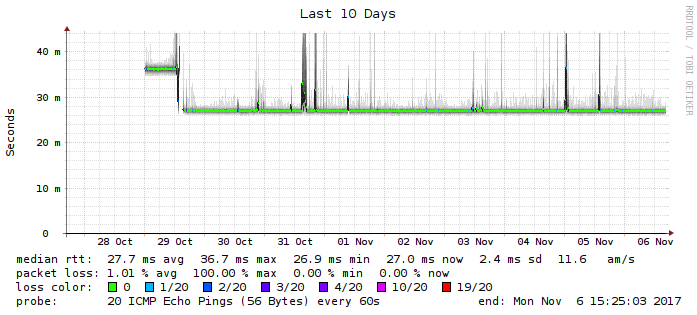 Last 10 Days
RRDTOOL / TOBI OETIKER
Seconds
40 m
30 m
20 m
10 m
0
28 Oct 29 Oct 30 Oct 31 Oct 01 Nov 02 Nov 03 Nov 04 Nov 05 Nov 06 Nov
median rtt: 27.7 ms avg 36.7 ms max 26.9 ms min 27.0 ms now 2.4 ms sd 11.6 am/s
packet loss: 1.01 % avg 100.00 % max 0.00 % min 0.00 % now
loss color: 0 1/20 2/20 3/20 4/20 10/20 19/20
probe: 20 ICMP Echo Pings (56 Bytes) every 60s end: Mon Nov 6 15:25:03 2017